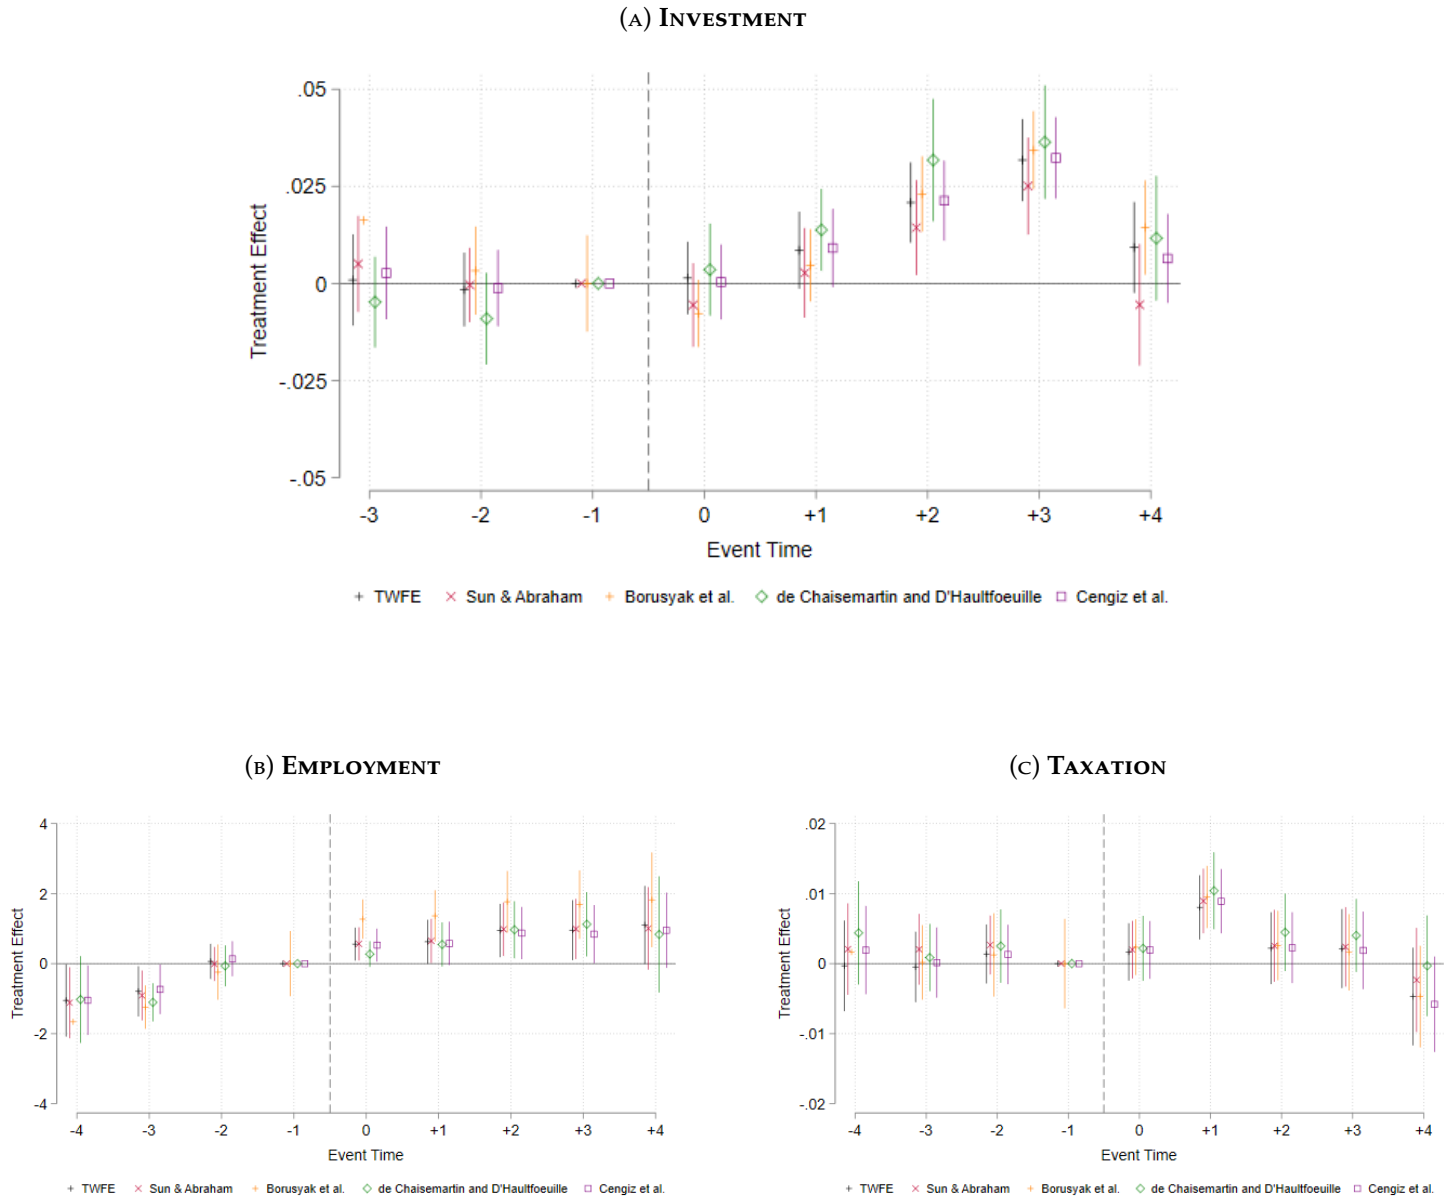 (A) INVESTMENT
.05
.025
0
-.025
-.05
Treatment Effect
-3 -2 -1 0 +1 +2 +3 +4
Event Time
TWFE Sun & Abraham Borusyak et al. de Chaisemartin and D'Haultfoeuille Cengiz et al.
(B) EMPLOYMENT
4
2
0
-2
-4
Treatment Effect
-4 -3 -2 -1 0 +1 +2 +3 +4
Event Time
TWFE Sun & Abraham Borusyak et al. de Chaisemartin and D'Haultfoeuille Cengiz et al.
(C) TAXATION
.02
.01
0
-.01
-.02
Treatment Effect
-4 -3 -2 -1 0 +1 +2 +3 +4
Event Time
TWFE Sun & Abraham Borusyak et al. de Chaisemartin and D'Haultfoeuille Cengiz et al.